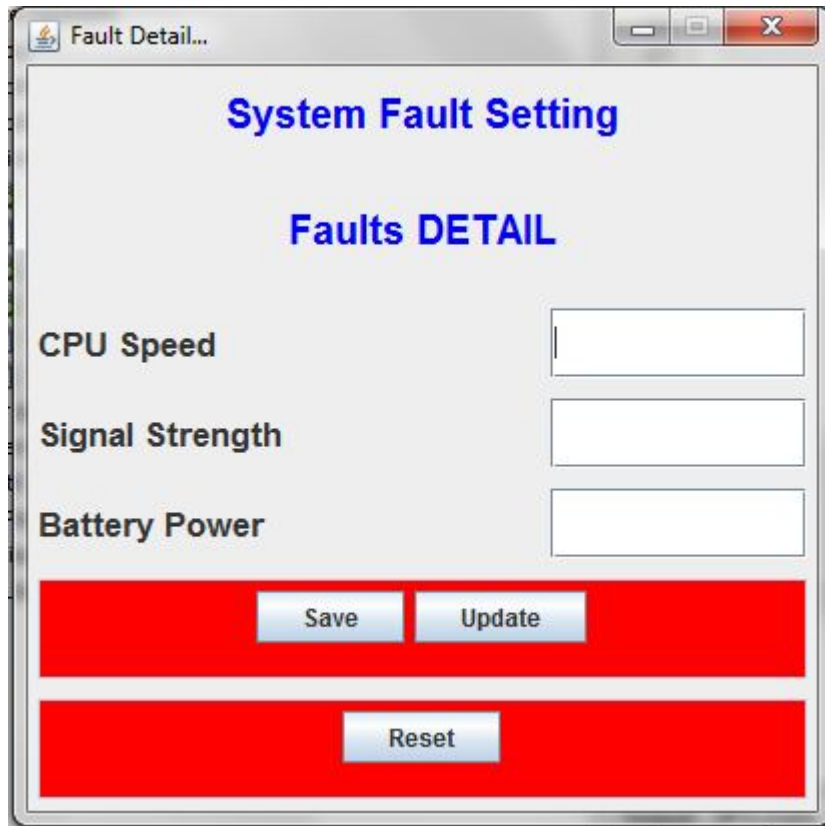 Fault Detail...
System Fault Setting
Faults DETAIL
CPU Speed
Signal Strength
Battery Power
Save Update
Reset